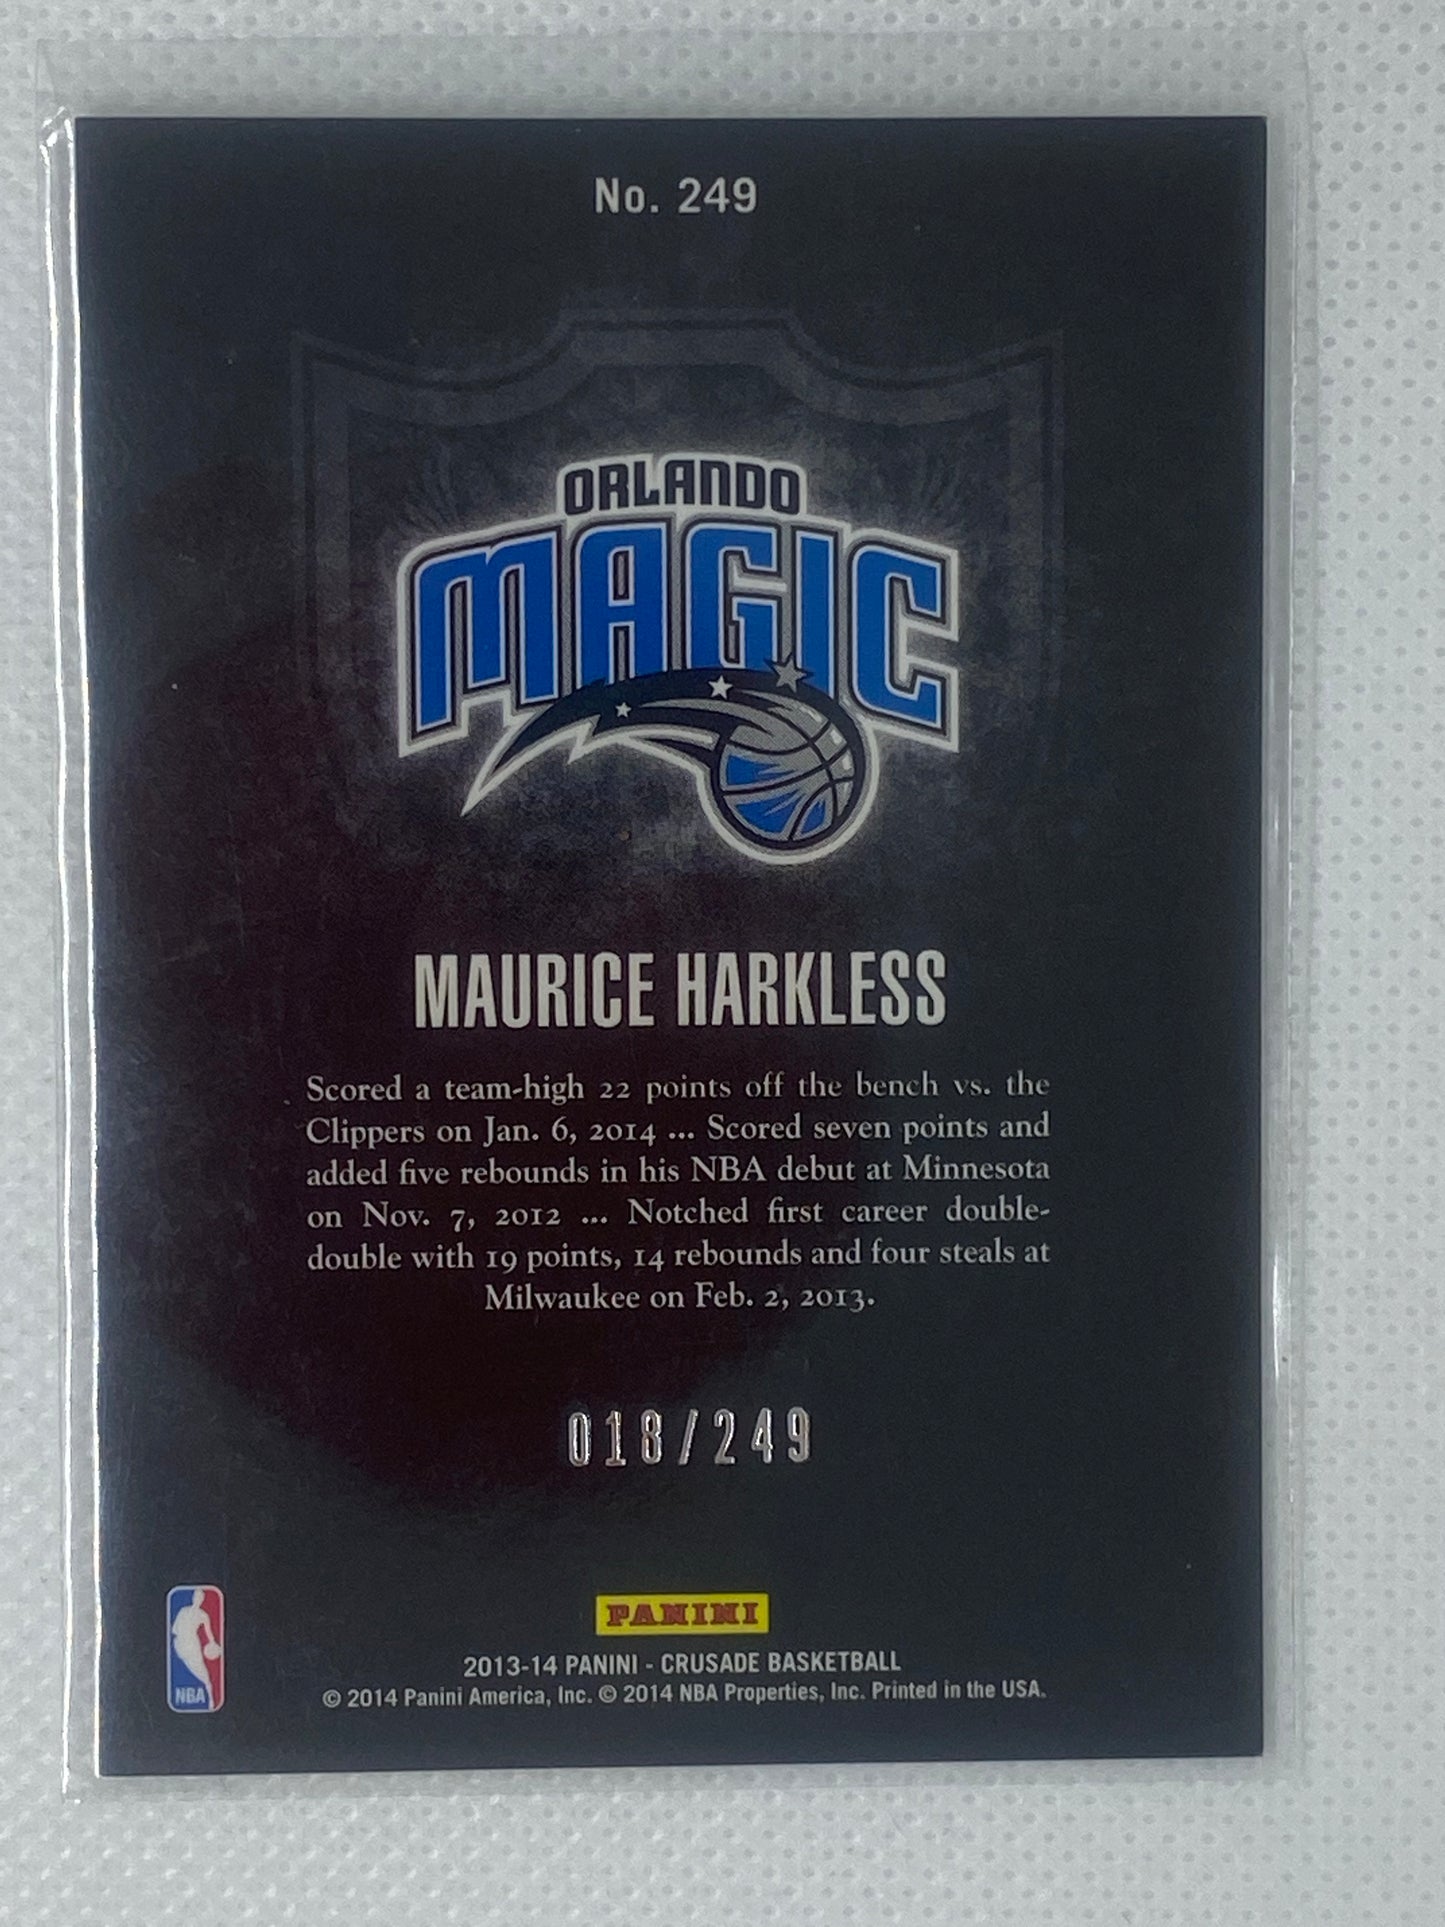 No. 249
ORLANDO
MAGIC
MAURICE HARKLESS
Scored a team-high 22 points off the bench vs. the
Clippers on Jan. 6, 2014 ... Scored seven points and
added five rebounds in his NBA debut at Minnesota
on Nov. 7, 2012 ... Notched first career double-
double with 19 points, 14 rebounds and four steals at
Milwaukee on Feb. 2, 2013.
018/249
NBA
PANINI
2013-14 PANINI - CRUSADE BASKETBALL
© 2014 Panini America, Inc. © 2014 NBA Properties, Inc. Printed in the USA.